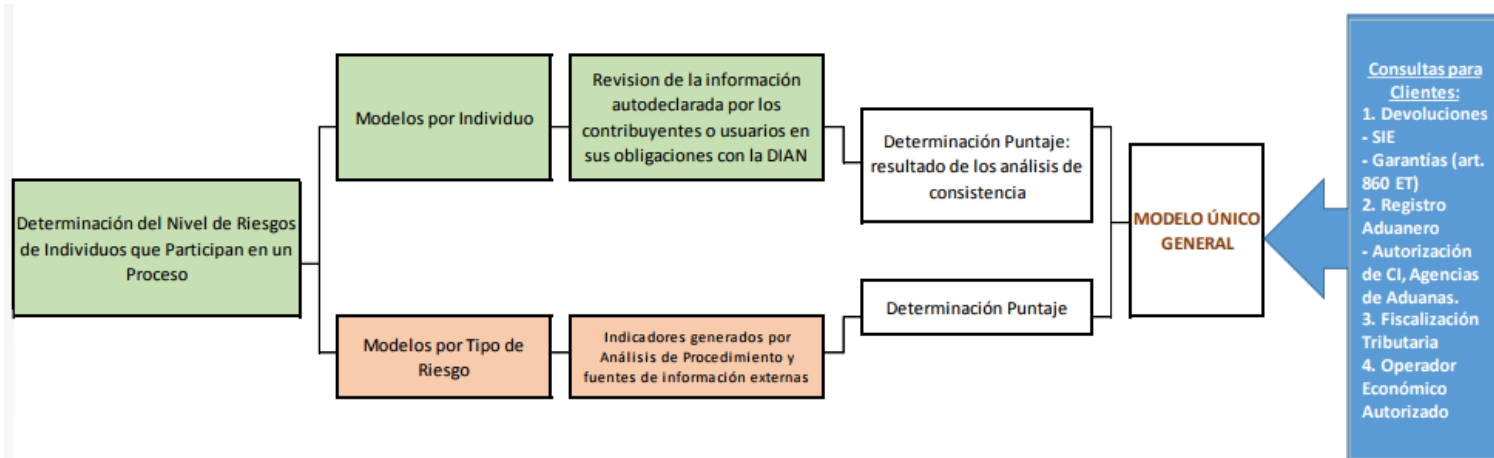 Determinación del Nivel de Riesgos
de Individuos que Participan en un
Proceso
Modelos por Individuo
Revision de la información
autodeclarada por los
contribuyentes o usuarios en
sus obligaciones con la DIAN
Determinación Puntaje:
resultado de los análisis de
consistencia
Modelos por Tipo de
Riesgo
Indicadores generados por
Análisis de Procedimiento y
fuentes de información externas
Determinación Puntaje
MODELO ÚNICO
GENERAL
Consultas para
Clientes:
1. Devoluciones
- SIE
- Garantías (art.
860 ET)
2. Registro
Aduanero
- Autorización
de CI, Agencias
de Aduanas.
3. Fiscalización
Tributaria
4. Operador
Económico
Autorizado